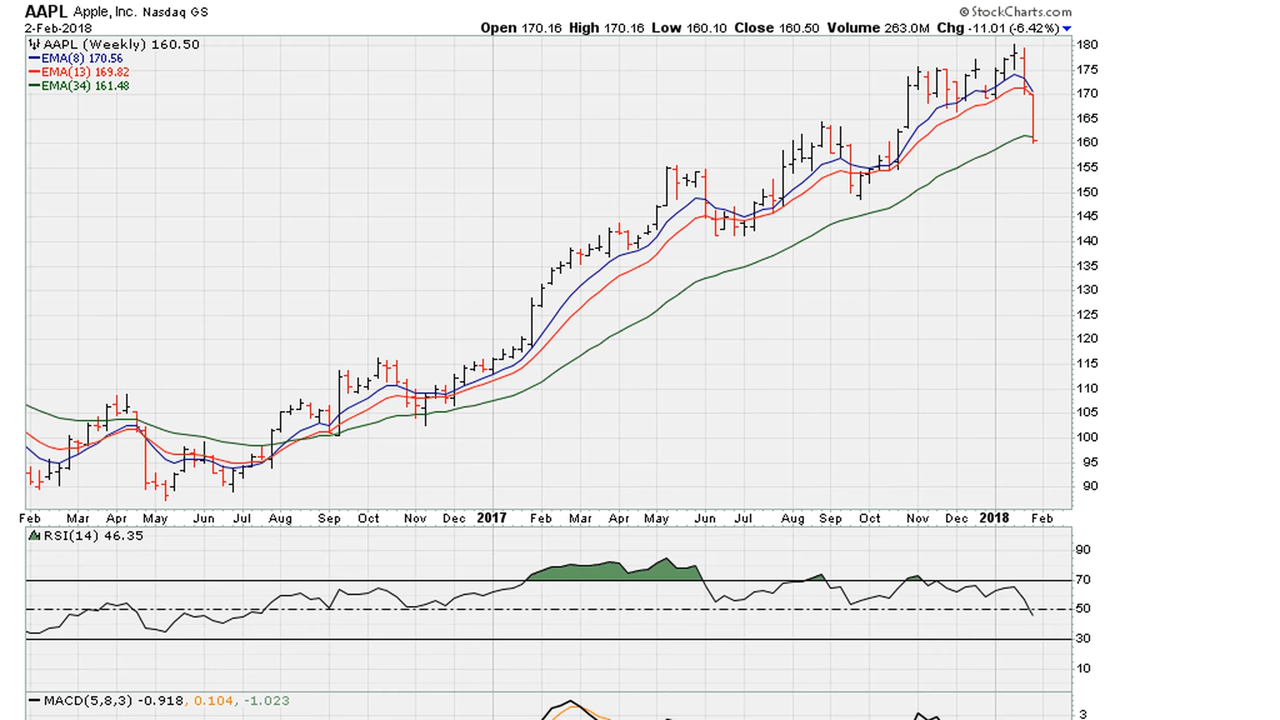 AAPL Apple, Inc. Nasdaq GS © StockCharts.com
2-Feb-2018 Open 170.16 High 170.16 Low 160.10 Close 160.50 Volume 263.0M Chg -11.01 (-6.42%)
AAPL (Weekly) 160.50
EMA(8) 170.56
EMA(13) 169.82
EMA(34) 161.48
180
175
170
165
160
155
150
145
140
135
130
125
120
115
110
105
100
95
90
Feb Mar Apr May Jun Jul Aug Sep Oct Nov Dec 2017 Feb Mar Apr May Jun Jul Aug Sep Oct Nov Dec 2018 Feb
RSI(14) 46.35
90
70
50
30
10
MACD(5,8,3) -0.918, 0.104, -1.023
3